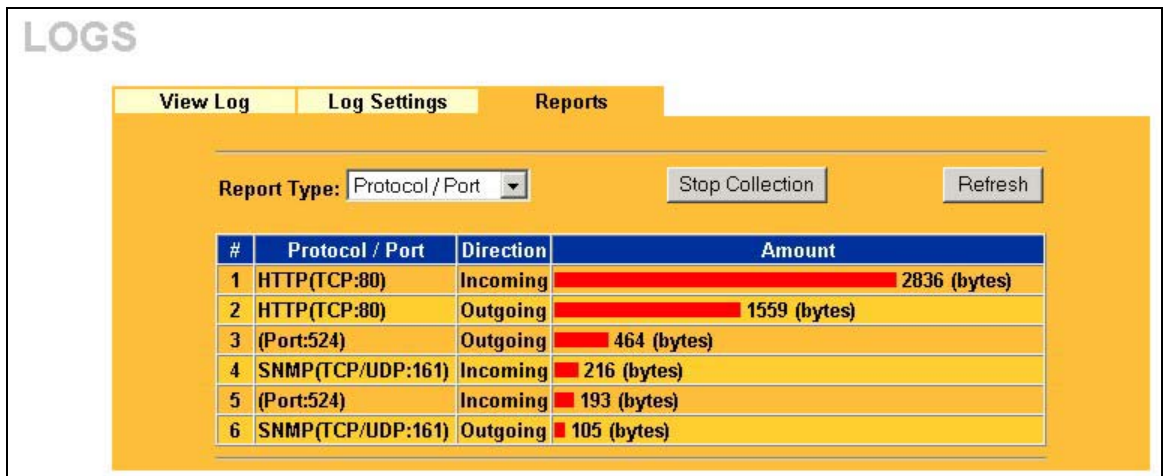 LOGS
View Log Log Settings Reports
Report Type: Protocol / Port Stop Collection Refresh
# Protocol / Port Direction Amount
1 HTTP(TCP:80) Incoming 2836 (bytes)
2 HTTP(TCP:80) Outgoing 1559 (bytes)
3 (Port:524) Outgoing 464 (bytes)
4 SNMP(TCP/UDP:161) Incoming 216 (bytes)
5 (Port:524) Incoming 193 (bytes)
6 SNMP(TCP/UDP:161) Outgoing 105 (bytes)